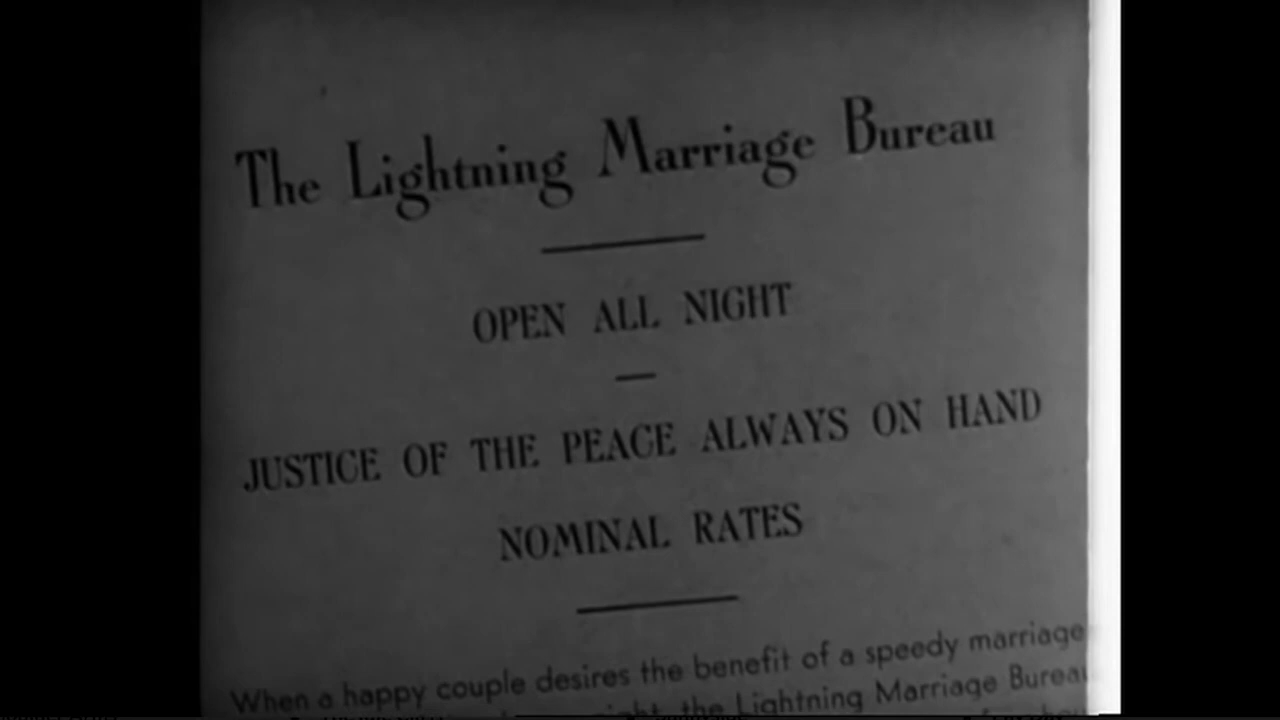 The Lightning Marriage Bureau
OPEN ALL NIGHT
JUSTICE OF THE PEACE ALWAYS ON HAND
NOMINAL RATES
When a happy couple desires the benefit of a speedy marriage
night, the Lightning Marriage Bureau